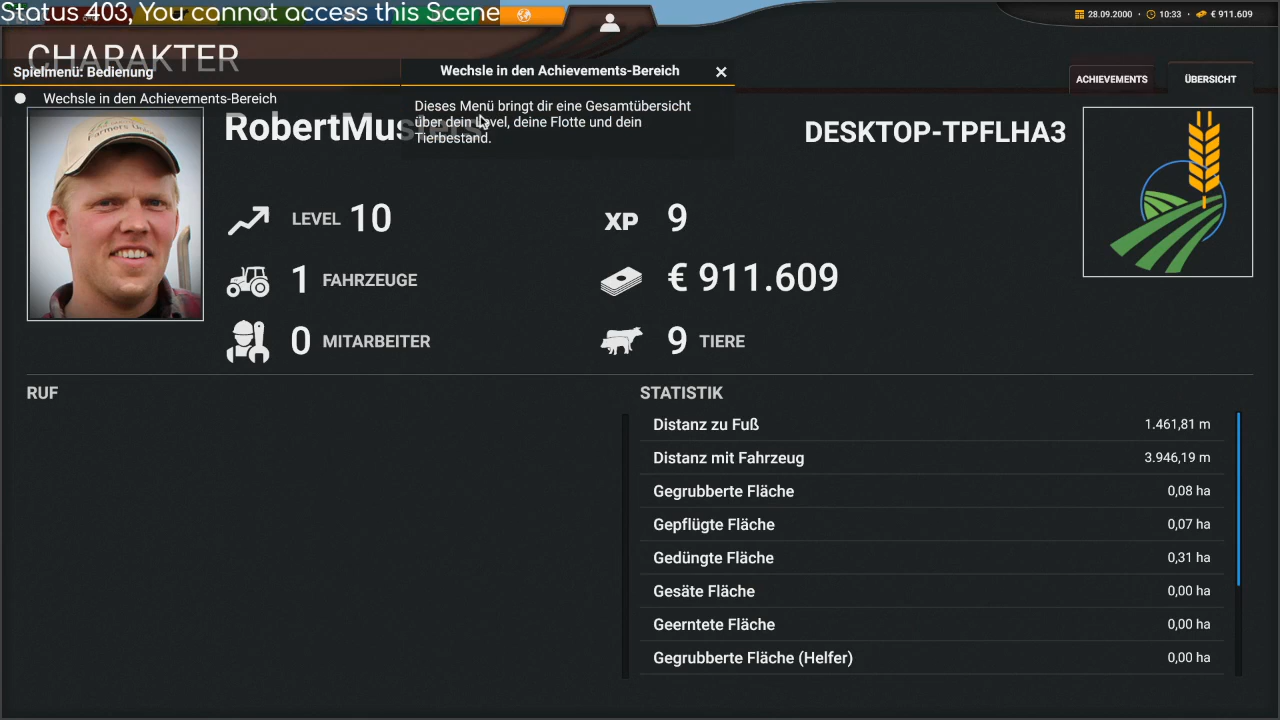 Status 403, You cannot access this Scene
28.09.2000 · 10:33 · € 911.609
CHARAKTER
Spielmenü: Bedienung
Wechsle in den Achievements-Bereich
ACHIEVEMENTS
ÜBERSICHT
Wechsle in den Achievements-Bereich
Dieses Menü bringt dir eine Gesamtübersicht
über dein Level, deine Flotte und dein
Tierbestand.
Farmers Union
DESKTOP-TPFLHA3
LEVEL 10
XP 9
1 FAHRZEUGE
€ 911.609
0 MITARBEITER
9 TIERE
RUF
STATISTIK
Distanz zu Fuß 1.461,81 m
Distanz mit Fahrzeug 3.946,19 m
Gegrubberte Fläche 0,08 ha
Gepflügte Fläche 0,07 ha
Gedüngte Fläche 0,31 ha
Gesäte Fläche 0,00 ha
Geerntete Fläche 0,00 ha
Gegrubberte Fläche (Helfer) 0,00 ha